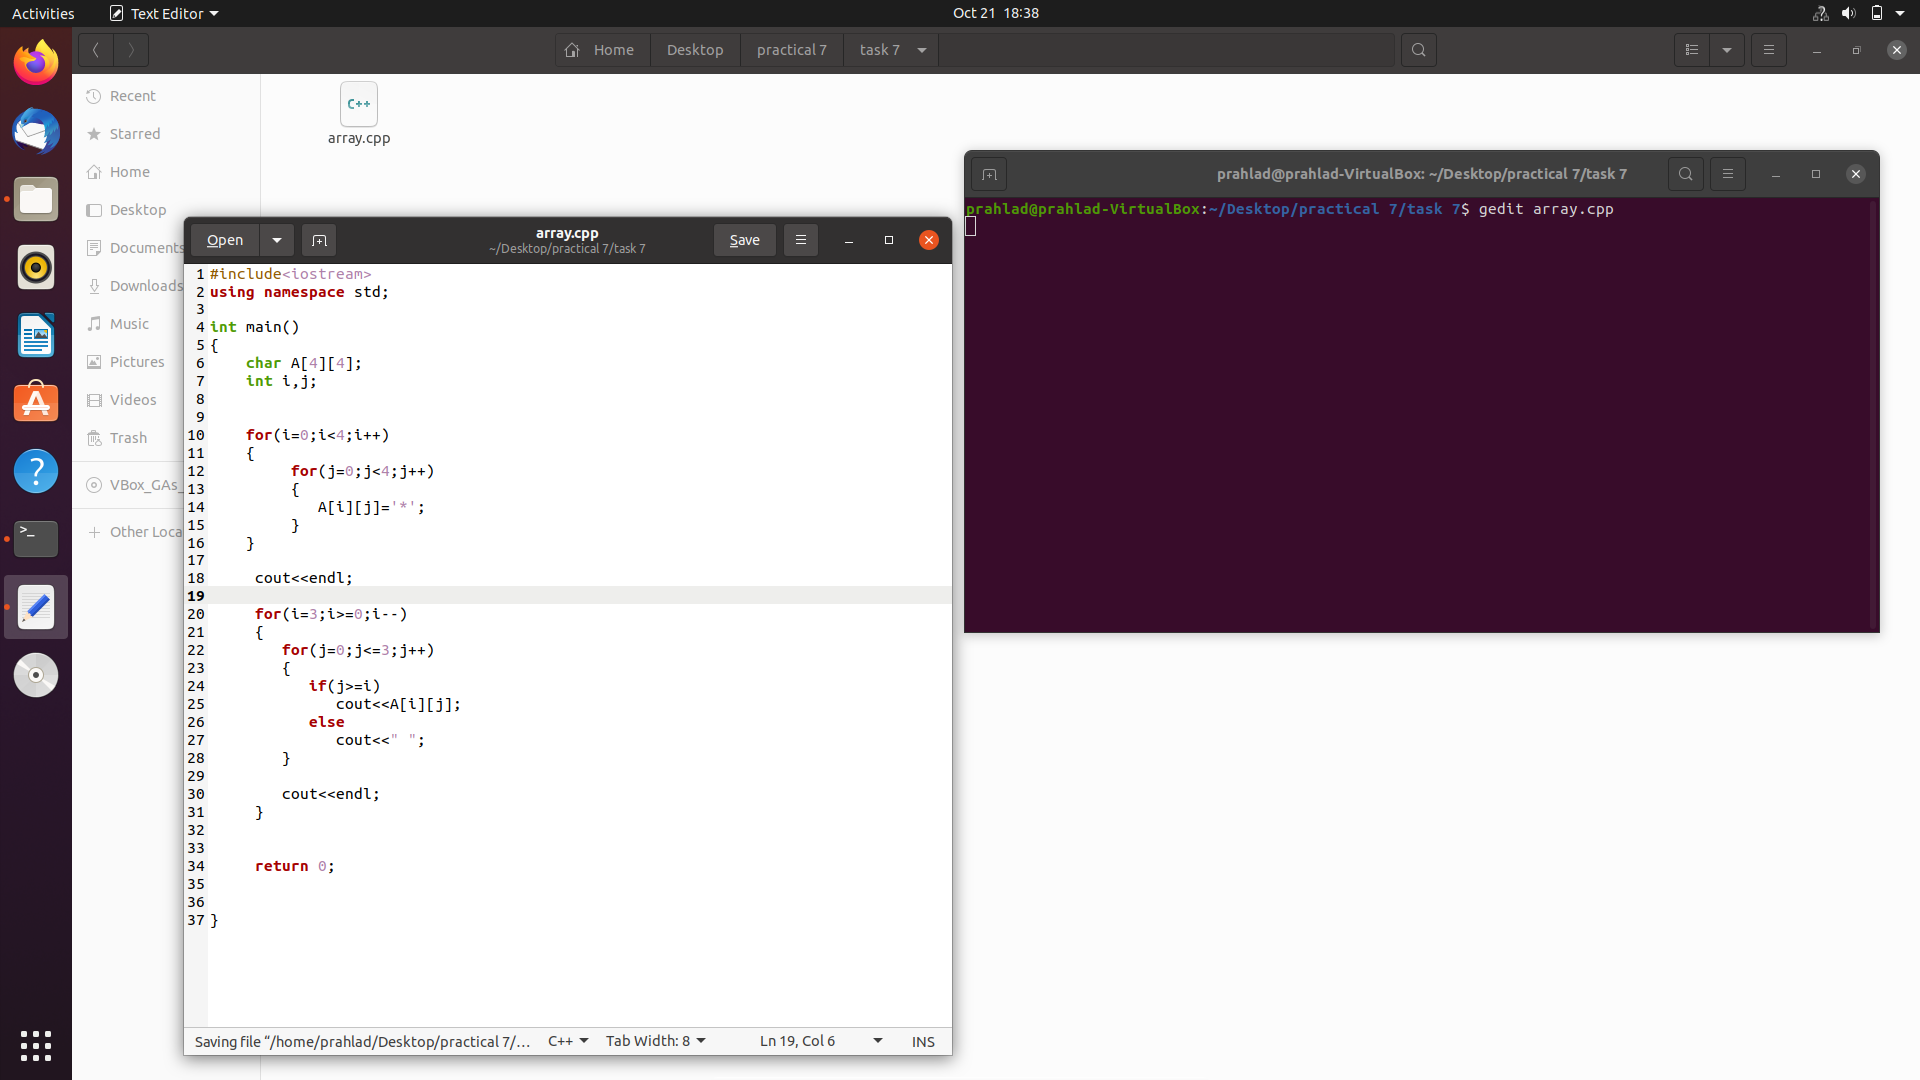 Activities
Text Editor
Oct 21 18:38
Home
Desktop
practical 7
task 7
Recent
Starred
Home
Desktop
Documents
Downloads
Music
Pictures
Videos
Trash
VBox_GAs_
Other Loca
C++
array.cpp
Open
array.cpp
~/Desktop/practical 7/task 7
Save
1 #include<iostream>
2 using namespace std;
3
4 int main()
5 {
6     char A[4][4];
7     int i,j;
8
9
10     for(i=0;i<4;i++)
11     {
12          for(j=0;j<4;j++)
13          {
14             A[i][j]='*';
15          }
16     }
17
18      cout<<endl;
19
20      for(i=3;i>=0;i--)
21      {
22         for(j=0;j<=3;j++)
23         {
24            if(j>=i)
25               cout<<A[i][j];
26            else
27               cout<<" ";
28         }
29
30         cout<<endl;
31      }
32
33
34      return 0;
35
36
37 }
Saving file “/home/prahlad/Desktop/practical 7/…
C++
Tab Width: 8
Ln 19, Col 6
INS
prahlad@prahlad-VirtualBox: ~/Desktop/practical 7/task 7
prahlad@prahlad-VirtualBox:~/Desktop/practical 7/task 7$ gedit array.cpp